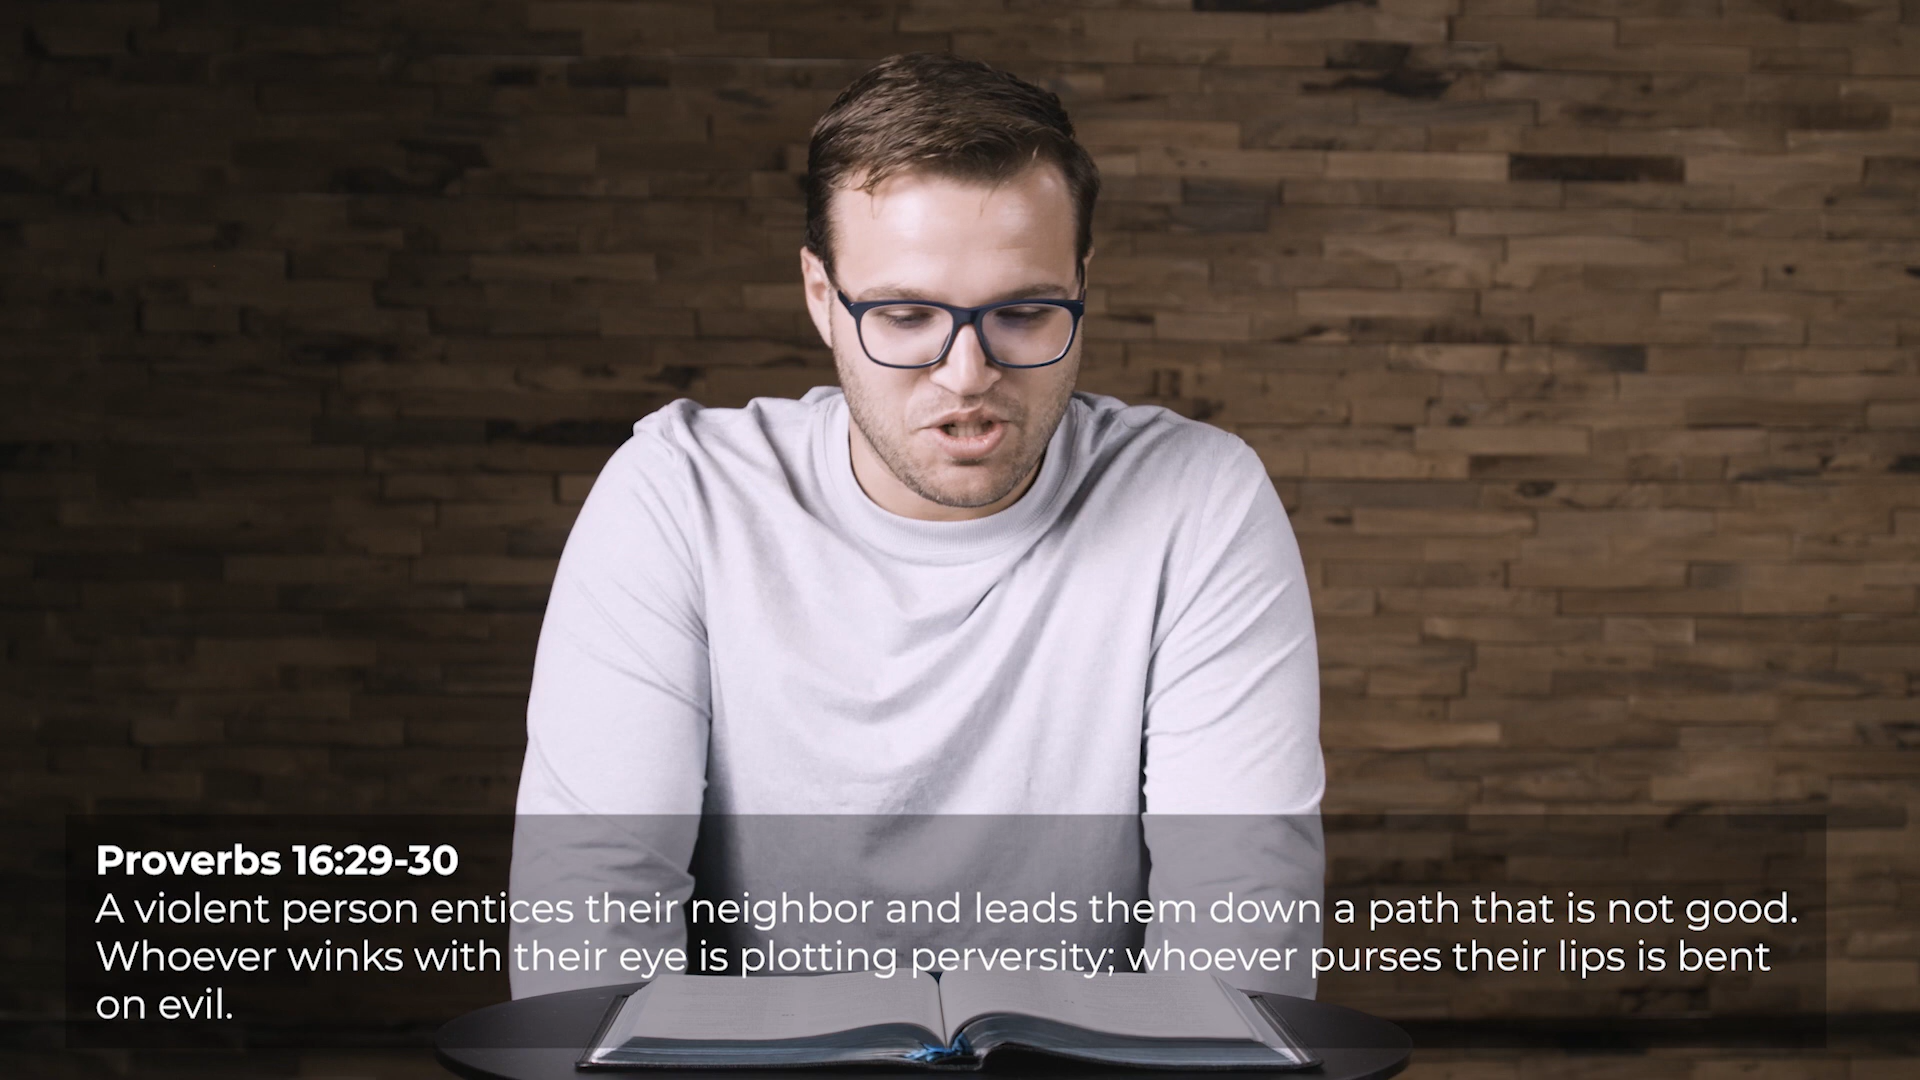 Proverbs 16:29-30
A violent person entices their neighbor and leads them down a path that is not good.
Whoever winks with their eye is plotting perversity; whoever purses their lips is bent
on evil.